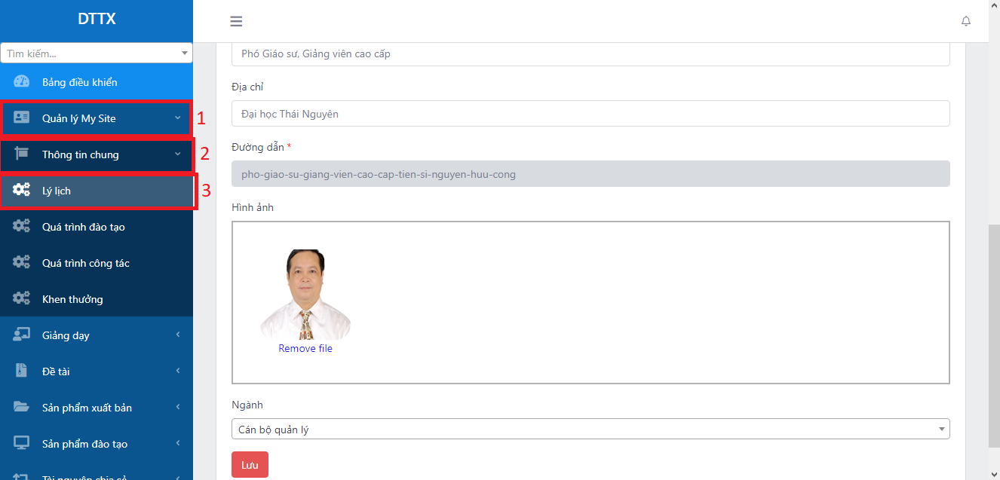 DTTX
Tìm kiếm...
Bảng điều khiển
Quản lý My Site
1
Thông tin chung
2
Lý lịch
3
Quá trình đào tạo
Quá trình công tác
Khen thưởng
Giảng dạy
Đề tài
Sản phẩm xuất bản
Sản phẩm đào tạo
Tài nguyên chia sẻ
Phó Giáo sư, Giảng viên cao cấp
Địa chỉ
Đại học Thái Nguyên
Đường dẫn *
pho-giao-su-giang-vien-cao-cap-tien-si-nguyen-huu-cong
Hình ảnh
Remove file
Ngành
Cán bộ quản lý
Lưu